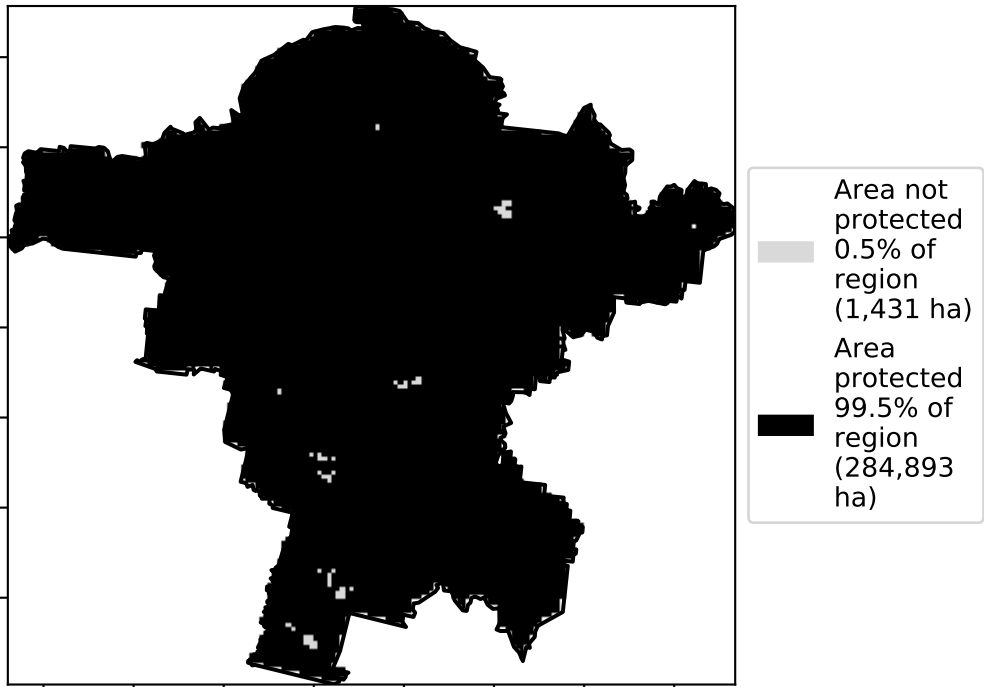 Area not
protected
0.5% of
region
(1,431 ha)
Area
protected
99.5% of
region
(284,893
ha)